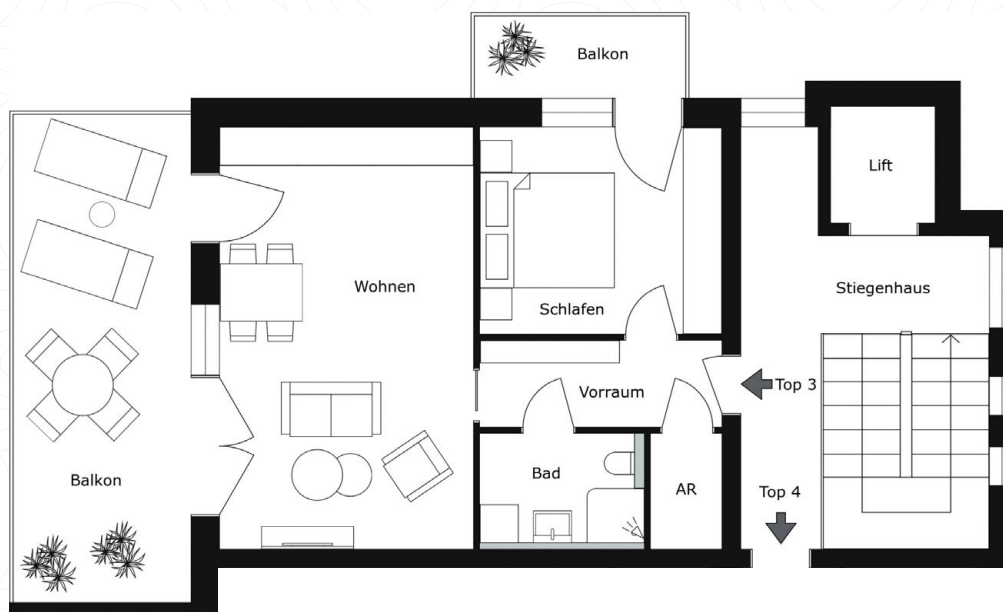 Balkon
Lift
Wohnen
Stiegenhaus
Schlafen
Top 3
Vorraum
Bad
Balkon
AR
Top 4